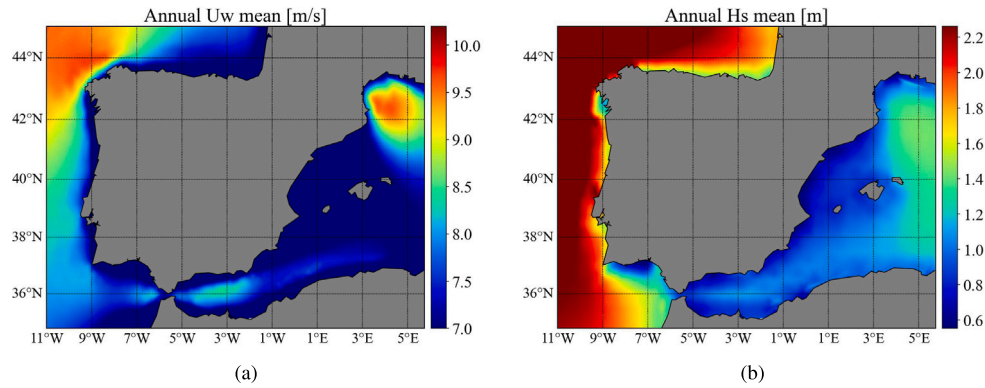 Annual Uw mean [m/s]
44°N
42°N
40°N
38°N
36°N
11°W 9°W 7°W 5°W 3°W 1°W 1°E 3°E 5°E
10.0
9.5
9.0
8.5
8.0
7.5
7.0
(a)
Annual Hs mean [m]
44°N
42°N
40°N
38°N
36°N
11°W 9°W 7°W 5°W 3°W 1°W 1°E 3°E 5°E
2.2
2.0
1.8
1.6
1.4
1.2
1.0
0.8
0.6
(b)